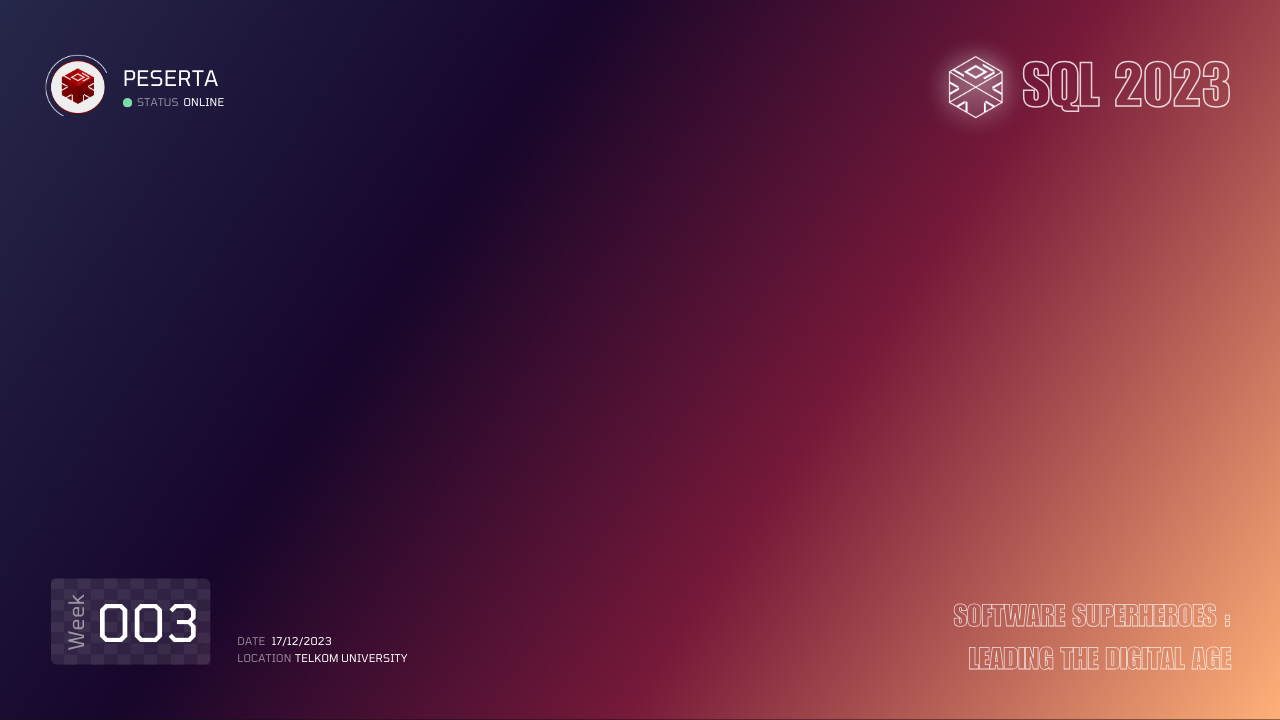 PESERTA
STATUS ONLINE
SQL 2023
Week 003
DATE 17/12/2023
LOCATION TELKOM UNIVERSITY
SOFTWARE SUPERHEROES :
LEADING THE DIGITAL AGE